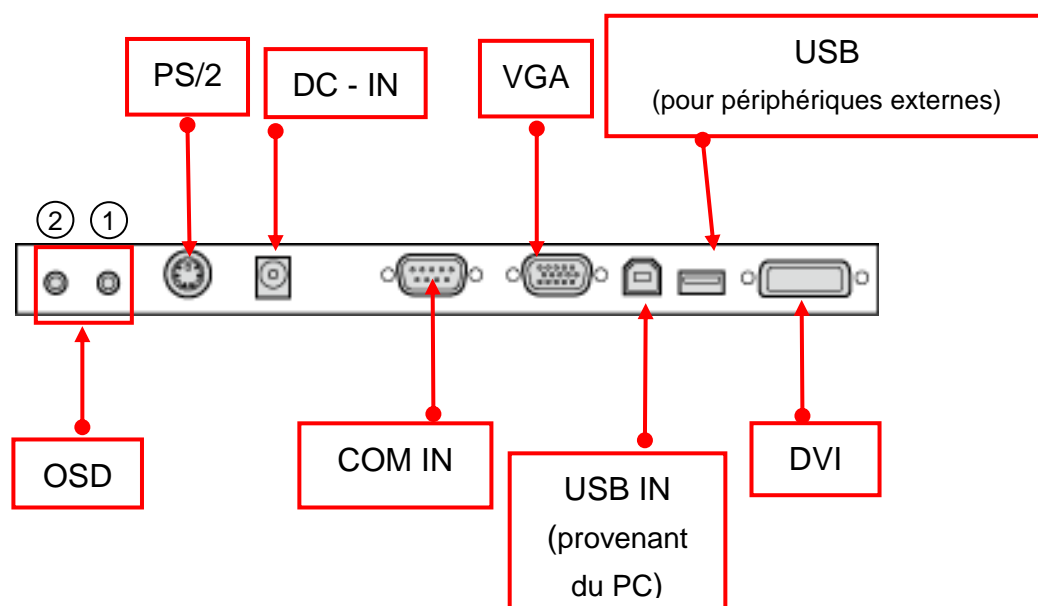 PS/2
DC - IN
VGA
USB
(pour périphériques externes)
2
1
OSD
COM IN
USB IN
(provenant
du PC)
DVI